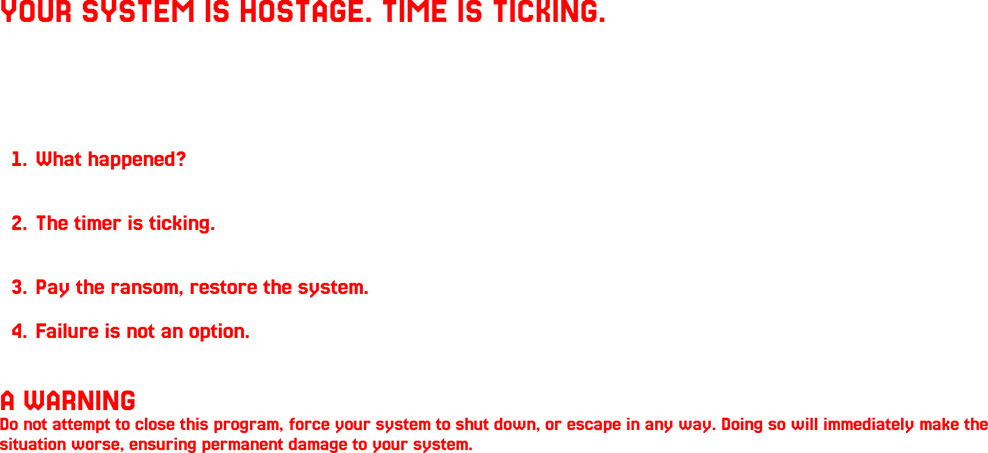 YOUR SYSTEM IS HOSTAGE. TIME IS TICKING.
1. What happened?
2. The timer is ticking.
3. Pay the ransom, restore the system.
4. Failure is not an option.
A WARNING
Do not attempt to close this program, force your system to shut down, or escape in any way. Doing so will immediately make the
situation worse, ensuring permanent damage to your system.